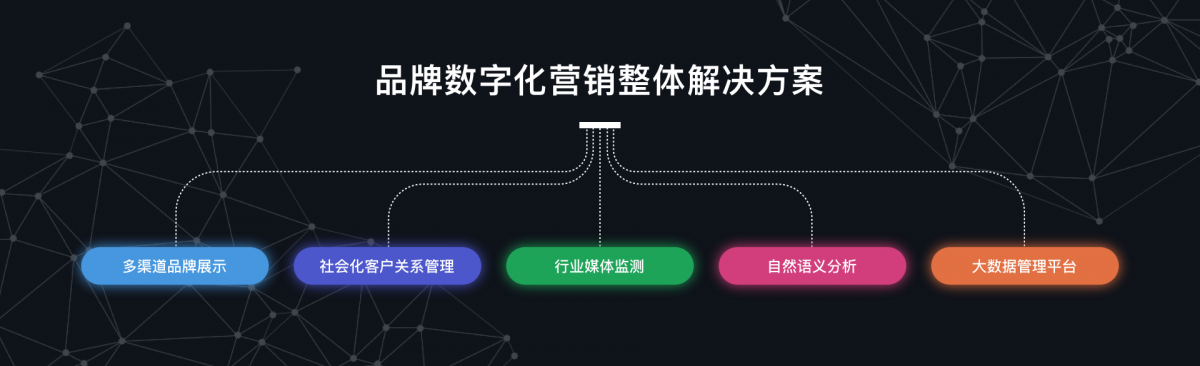 品牌数字化营销整体解决方案
多渠道品牌展示
社会化客户关系管理
行业媒体监测
自然语义分析
大数据管理平台